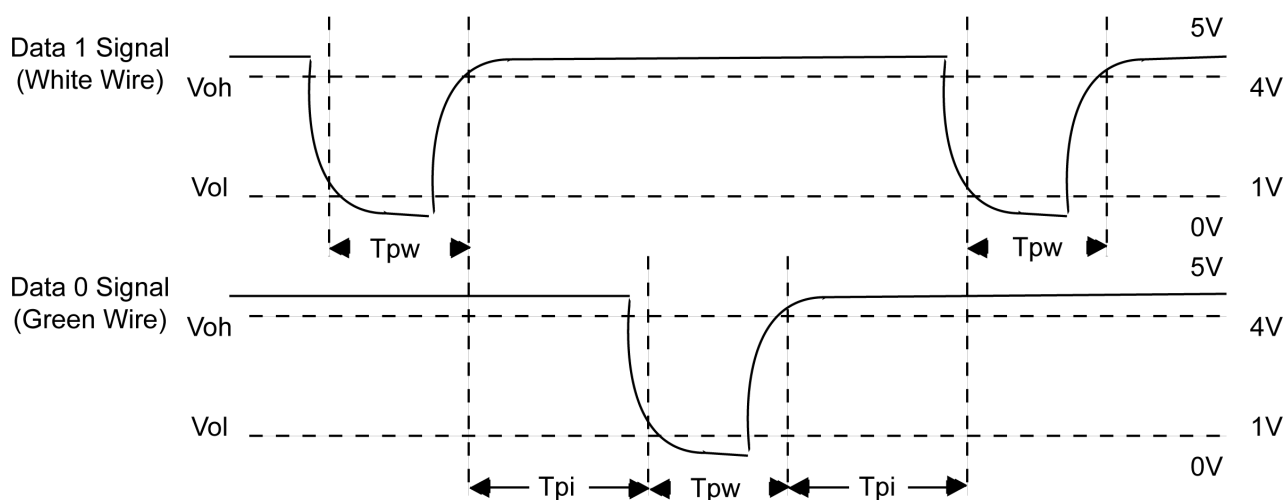 Data 1 Signal
(White Wire)
5V
Voh
4V
Vol
1V
0V
Tpw
Tpw
Data 0 Signal
(Green Wire)
5V
Voh
4V
Vol
1V
0V
Tpi
Tpw
Tpi